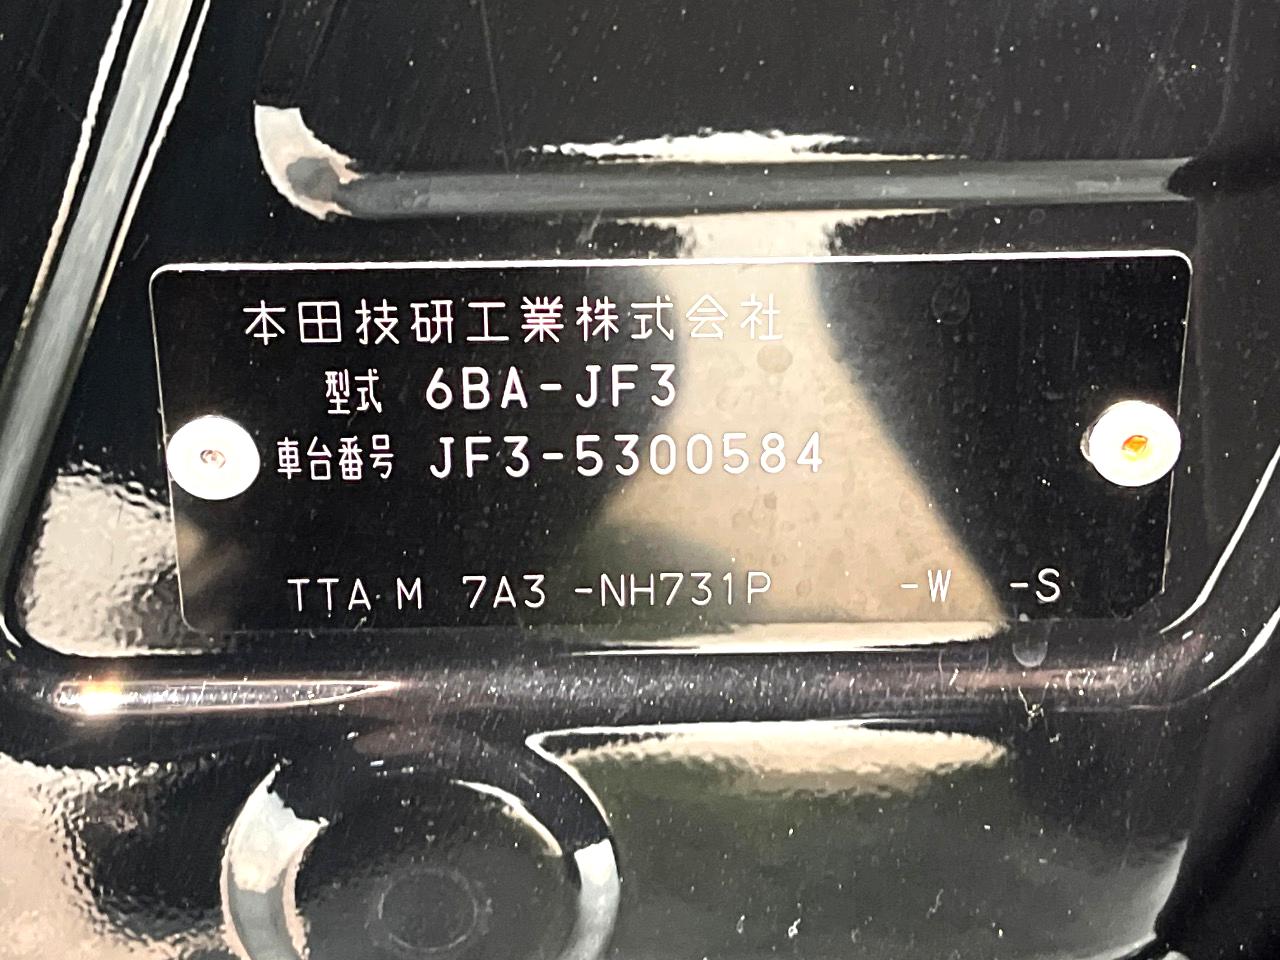 本田技研工業株式会社
型式 6BA-JF3
車台番号 JF3-5300584
TTA M 7A3 -NH731P -W -S